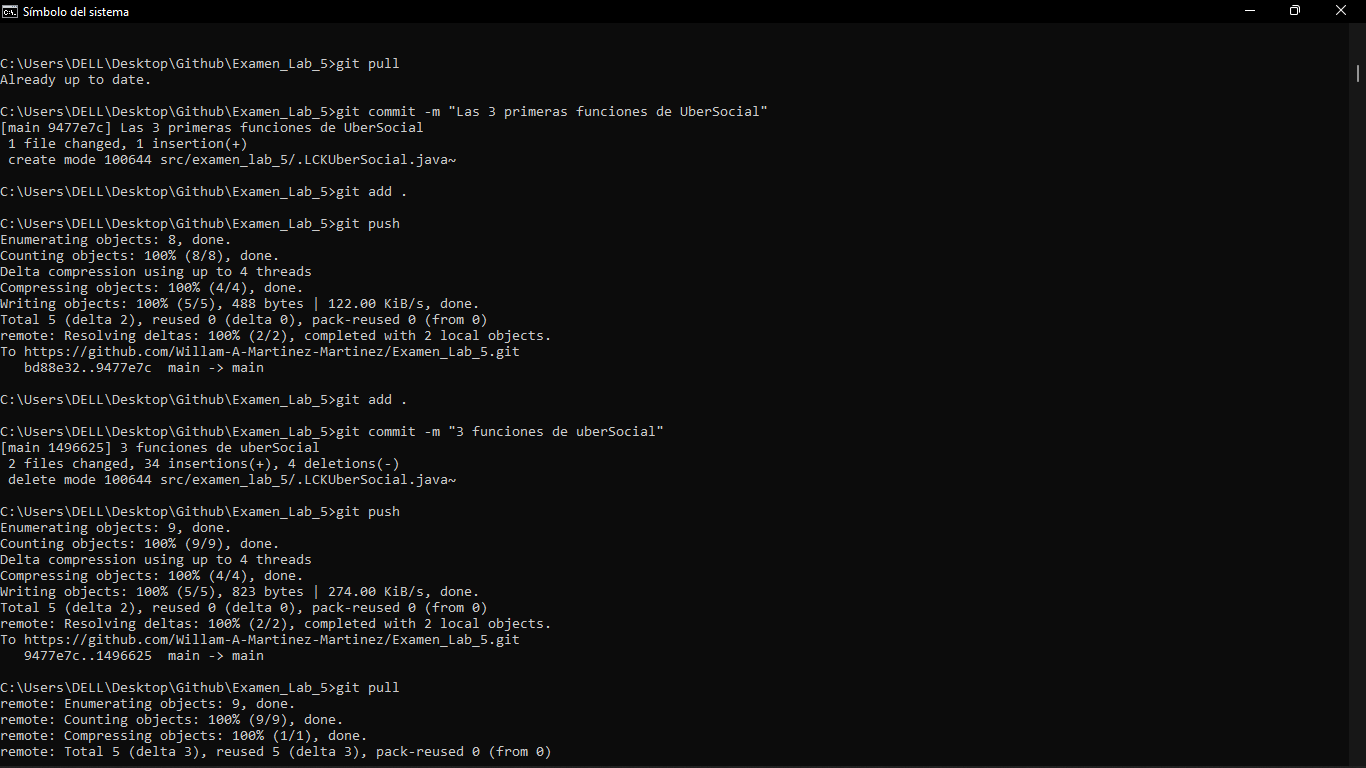 Símbolo del sistema
C:\Users\DELL\Desktop\Github\Examen_Lab_5>git pull
Already up to date.
C:\Users\DELL\Desktop\Github\Examen_Lab_5>git commit -m "Las 3 primeras funciones de UberSocial"
[main 9477e7c] Las 3 primeras funciones de UberSocial
 1 file changed, 1 insertion(+)
 create mode 100644 src/examen_lab_5/.LCKUberSocial.java~
C:\Users\DELL\Desktop\Github\Examen_Lab_5>git add .
C:\Users\DELL\Desktop\Github\Examen_Lab_5>git push
Enumerating objects: 8, done.
Counting objects: 100% (8/8), done.
Delta compression using up to 4 threads
Compressing objects: 100% (4/4), done.
Writing objects: 100% (5/5), 488 bytes | 122.00 KiB/s, done.
Total 5 (delta 2), reused 0 (delta 0), pack-reused 0 (from 0)
remote: Resolving deltas: 100% (2/2), completed with 2 local objects.
To https://github.com/Willam-A-Martinez-Martinez/Examen_Lab_5.git
   bd88e32..9477e7c  main -> main
C:\Users\DELL\Desktop\Github\Examen_Lab_5>git add .
C:\Users\DELL\Desktop\Github\Examen_Lab_5>git commit -m "3 funciones de uberSocial"
[main 1496625] 3 funciones de uberSocial
 2 files changed, 34 insertions(+), 4 deletions(-)
 delete mode 100644 src/examen_lab_5/.LCKUberSocial.java~
C:\Users\DELL\Desktop\Github\Examen_Lab_5>git push
Enumerating objects: 9, done.
Counting objects: 100% (9/9), done.
Delta compression using up to 4 threads
Compressing objects: 100% (4/4), done.
Writing objects: 100% (5/5), 823 bytes | 274.00 KiB/s, done.
Total 5 (delta 2), reused 0 (delta 0), pack-reused 0 (from 0)
remote: Resolving deltas: 100% (2/2), completed with 2 local objects.
To https://github.com/Willam-A-Martinez-Martinez/Examen_Lab_5.git
   9477e7c..1496625  main -> main
C:\Users\DELL\Desktop\Github\Examen_Lab_5>git pull
remote: Enumerating objects: 9, done.
remote: Counting objects: 100% (9/9), done.
remote: Compressing objects: 100% (1/1), done.
remote: Total 5 (delta 3), reused 5 (delta 3), pack-reused 0 (from 0)